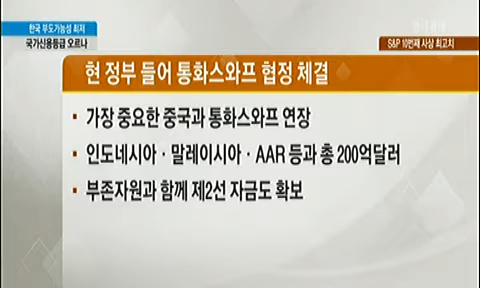 한국 부도가능성 최저
국가신용등급 오르나
S&P 10번째 사상 최고치
현 정부 들어 통화스와프 협정 체결
가장 중요한 중국과 통화스와프 연장
인도네시아·말레이시아·AAR 등과 총 200억달러
부존자원과 함께 제2선 자금도 확보